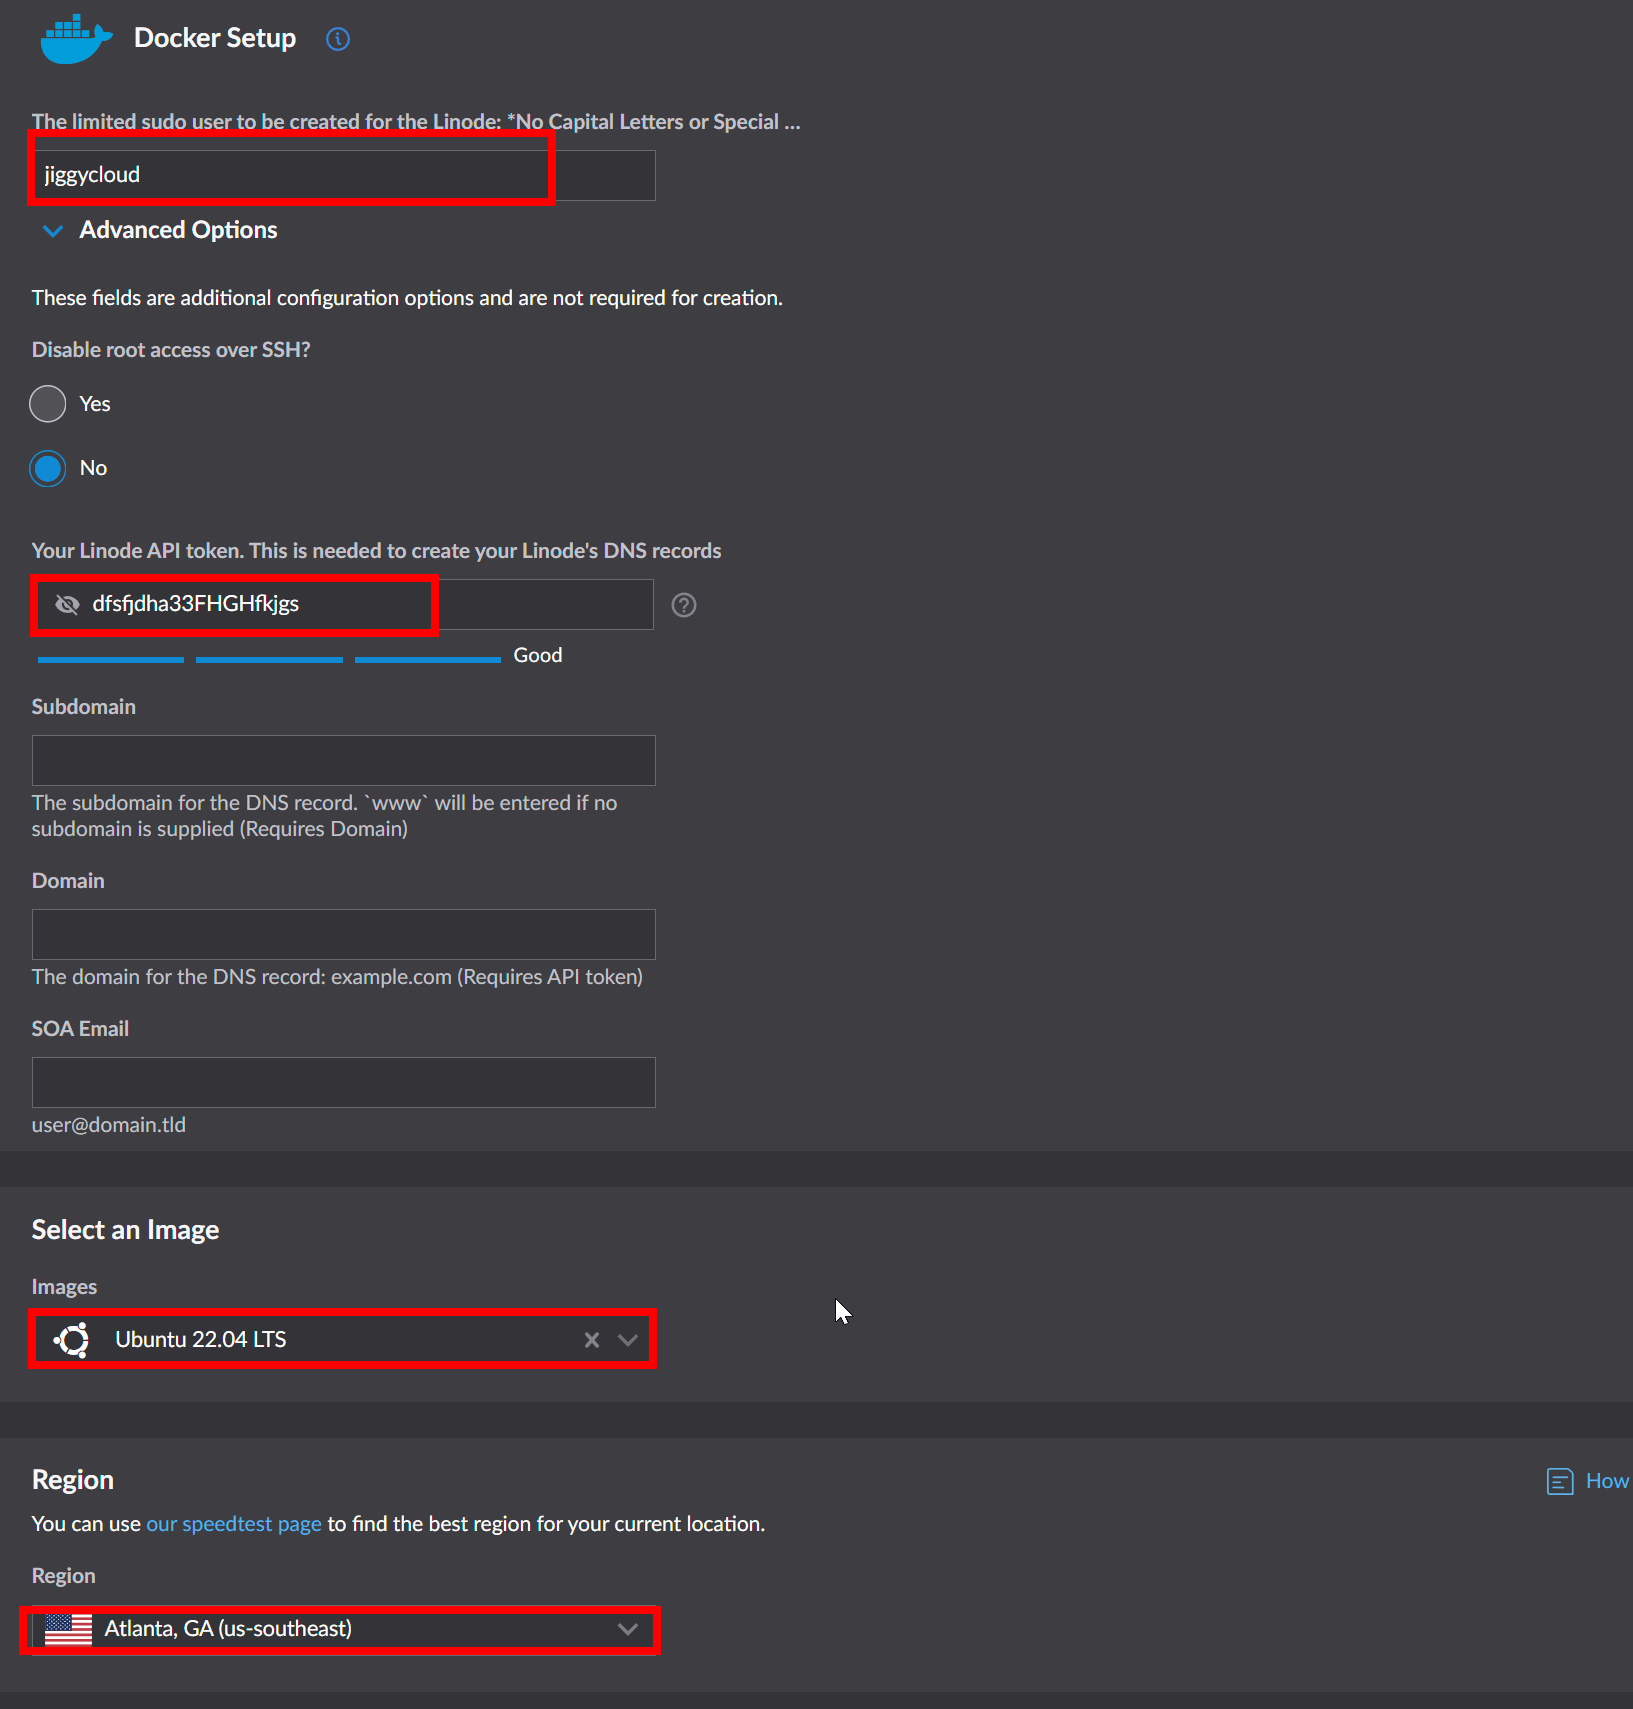 Docker Setup
The limited sudo user to be created for the Linode: *No Capital Letters or Special ...
jiggycloud
Advanced Options
These fields are additional configuration options and are not required for creation.
Disable root access over SSH?
Yes
No
Your Linode API token. This is needed to create your Linode's DNS records
dfsfjdha33FHGHfkjgs
Good
Subdomain
The subdomain for the DNS record. `www` will be entered if no
subdomain is supplied (Requires Domain)
Domain
The domain for the DNS record: example.com (Requires API token)
SOA Email
user@domain.tld
Select an Image
Images
Ubuntu 22.04 LTS
Region
How
You can use our speedtest page to find the best region for your current location.
Region
Atlanta, GA (us-southeast)